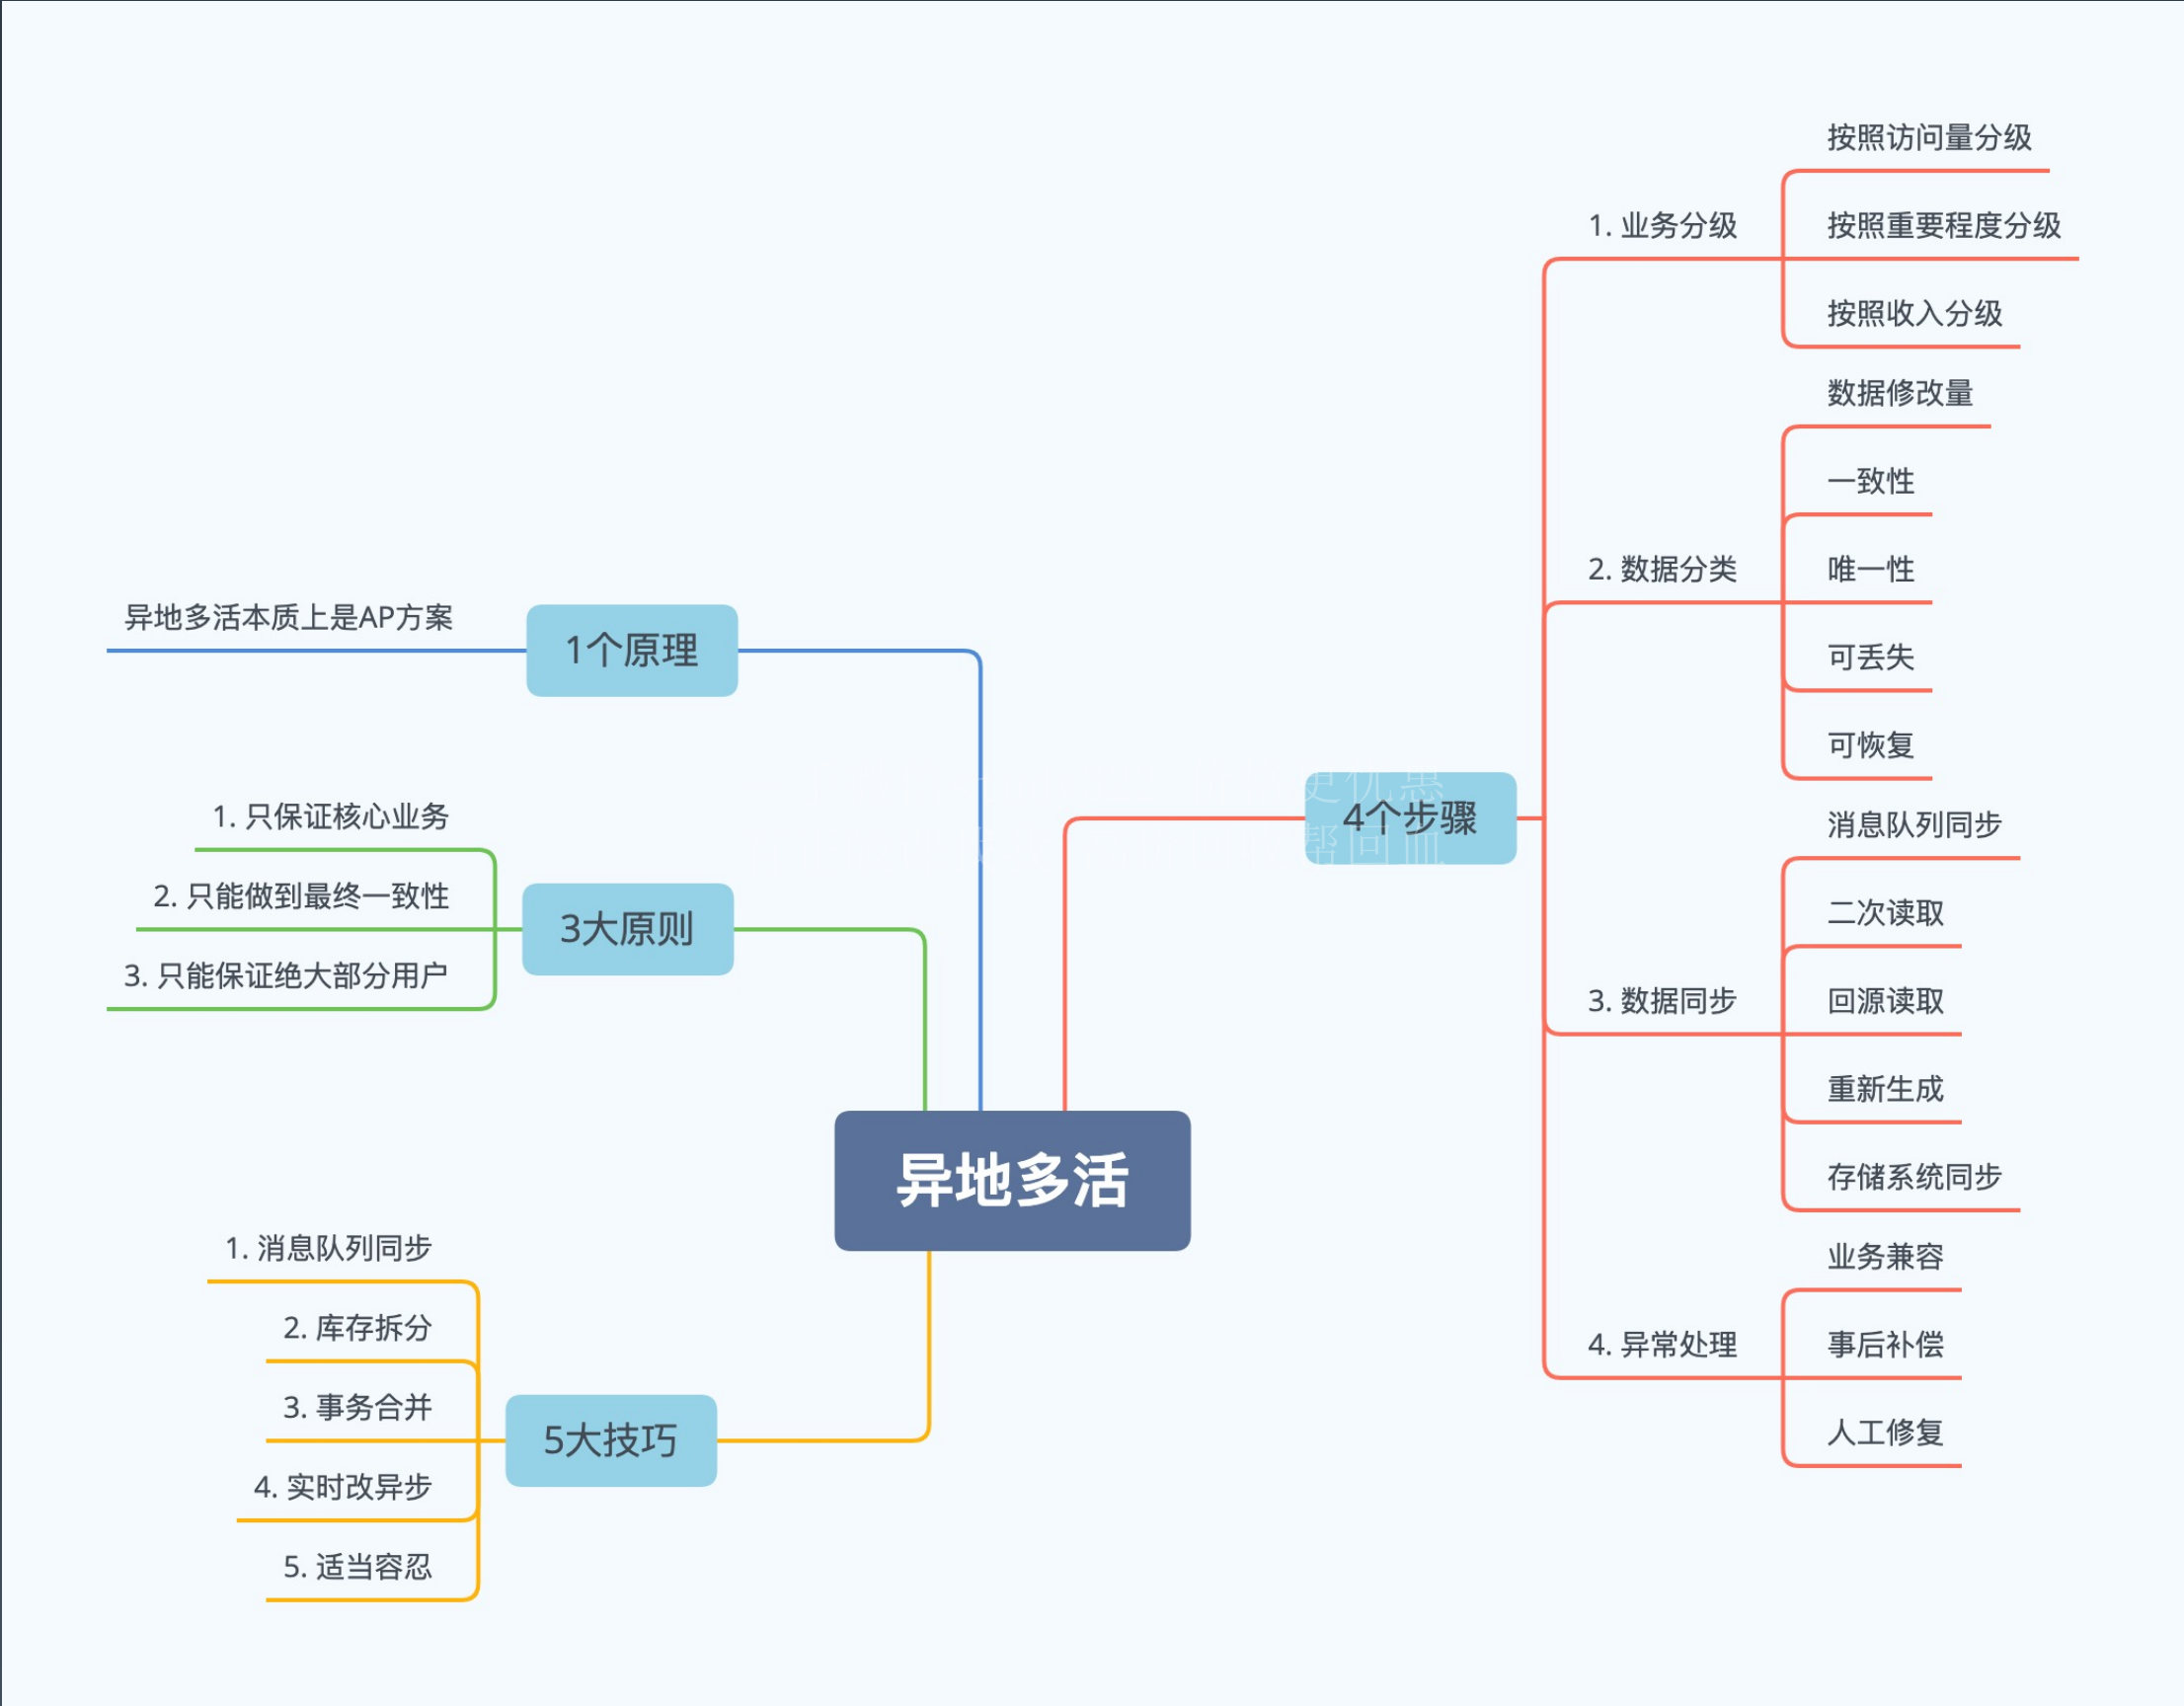 异地多活
1个原理
异地多活本质上是AP方案
3大原则
1. 只保证核心业务
2. 只能做到最终一致性
3. 只能保证绝大部分用户
5大技巧
1. 消息队列同步
2. 库存拆分
3. 事务合并
4. 实时改异步
5. 适当容忍
4个步骤
1. 业务分级
按照访问量分级
按照重要程度分级
按照收入分级
2. 数据分类
数据修改量
一致性
唯一性
可丢失
可恢复
3. 数据同步
消息队列同步
二次读取
回源读取
重新生成
存储系统同步
4. 异常处理
业务兼容
事后补偿
人工修复